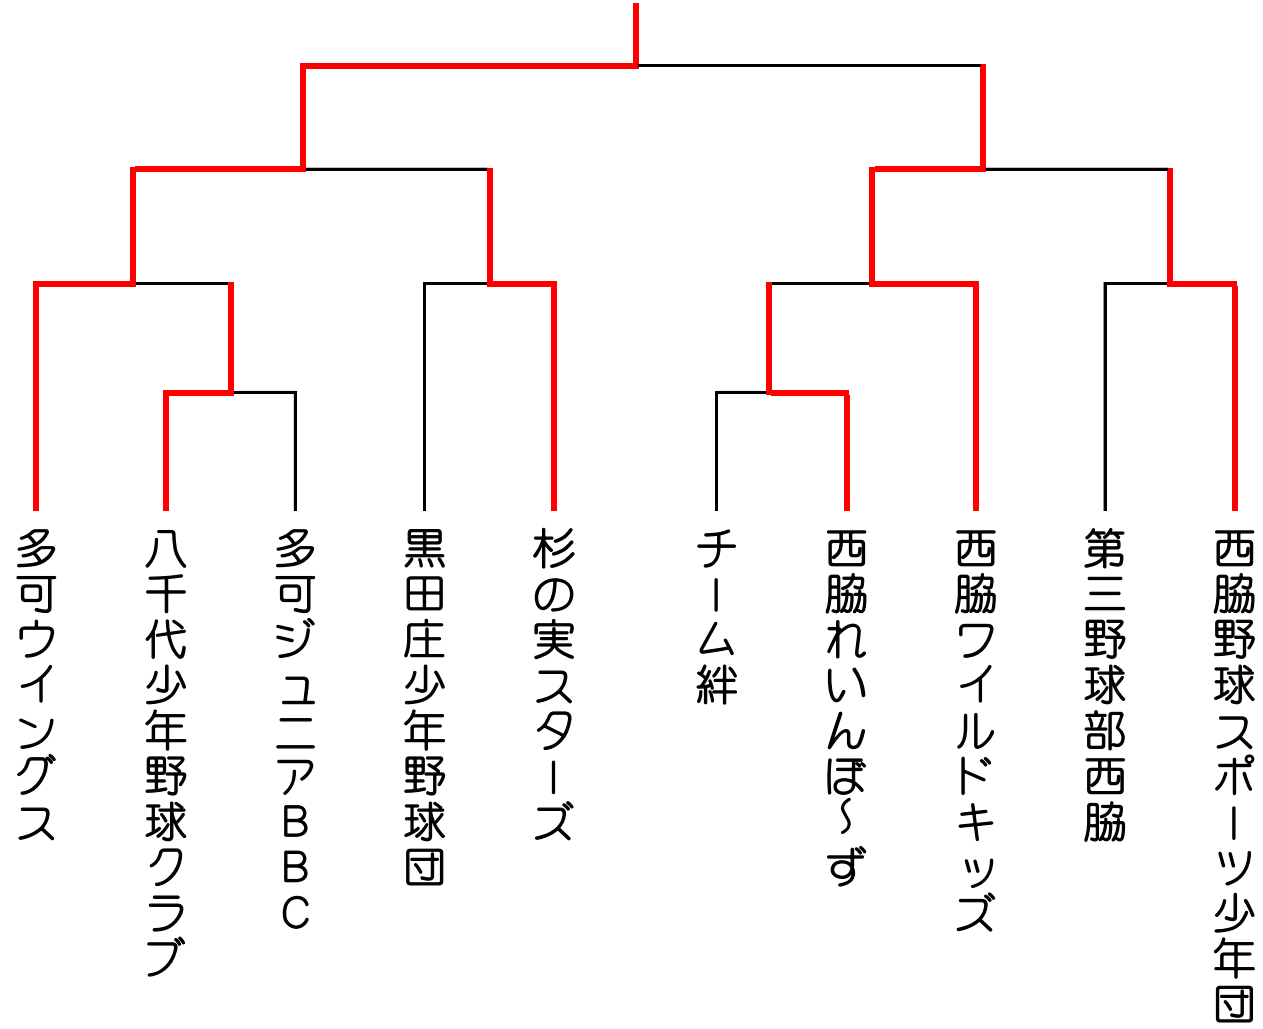 多可ウイングス
八千代少年野球クラブ
多可ジュニアＢＢＣ
黒田庄少年野球団
杉の実スターズ
チーム絆
西脇れいんぼ～ず
西脇ワイルドキッズ
第三野球部西脇
西脇野球スポーツ少年団